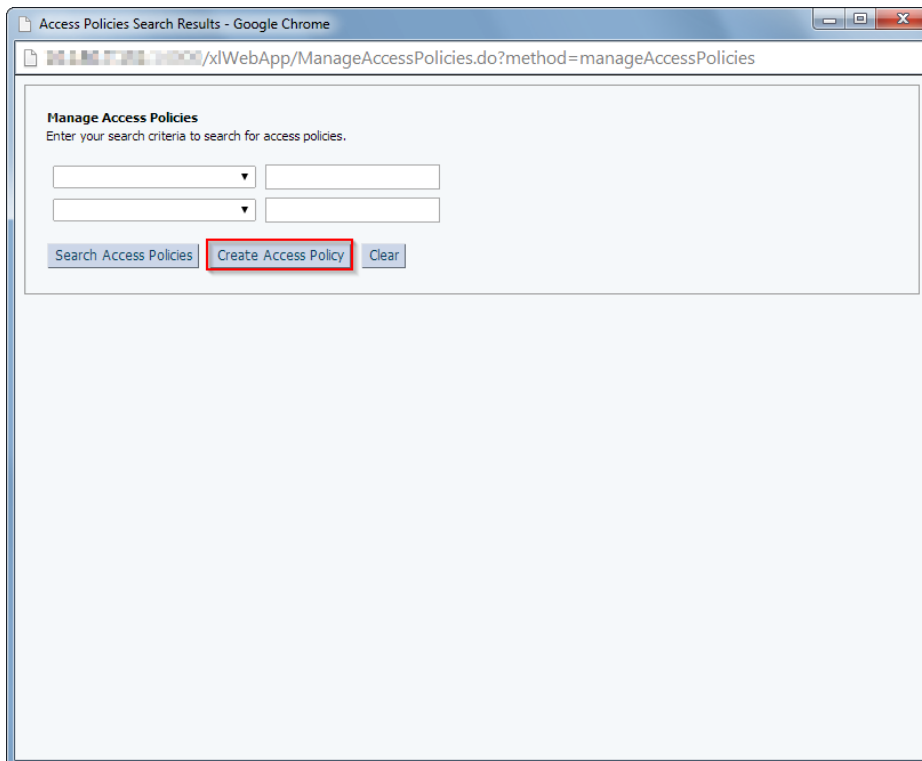 Access Policies Search Results - Google Chrome
/xlWebApp/ManageAccessPolicies.do?method=manageAccessPolicies
Manage Access Policies
Enter your search criteria to search for access policies.
Search Access Policies Create Access Policy Clear